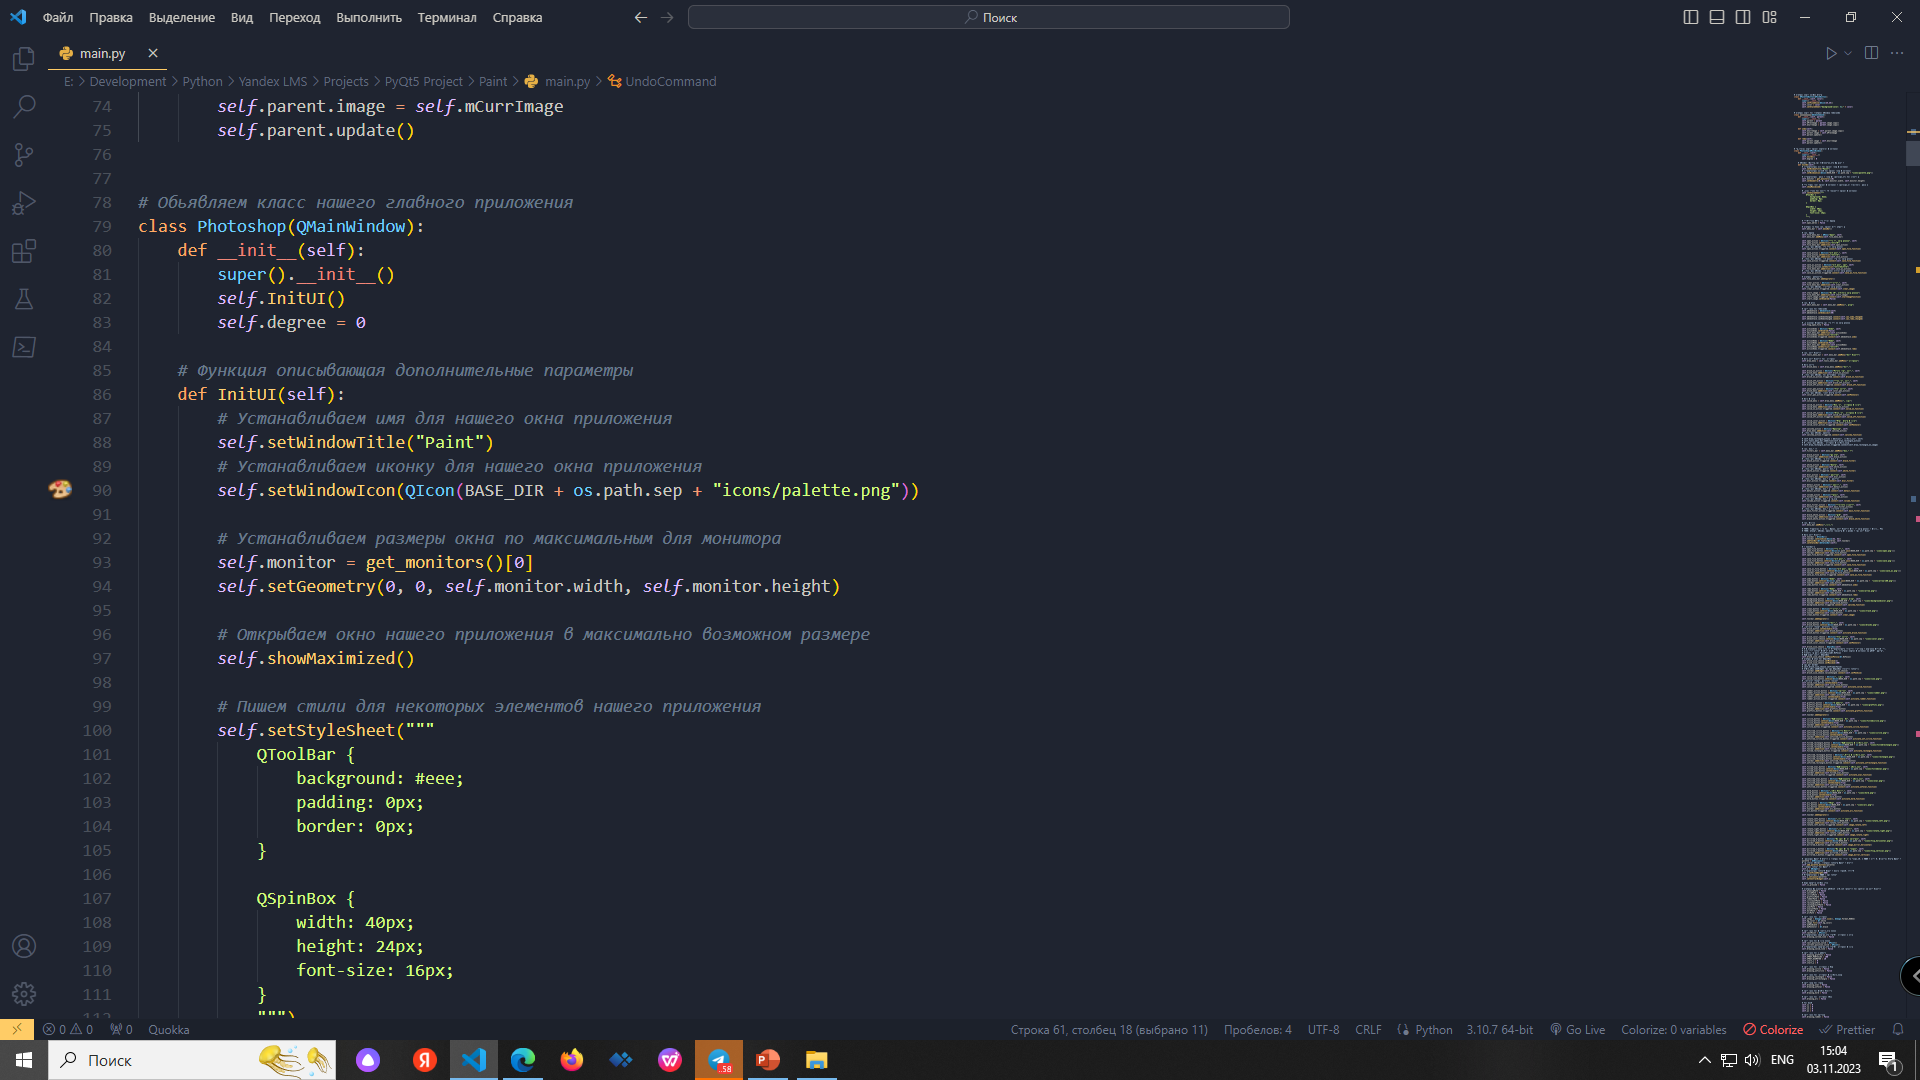 Файл Правка Выделение Вид Переход Выполнить Терминал Справка Поиск
main.py
E: > Development > Python > Yandex LMS > Projects > PyQt5 Project > Paint > main.py > UndoCommand
74 self.parent.image = self.mCurrImage
75 self.parent.update()
76
77
78 # Обьявляем класс нашего главного приложения
79 class Photoshop(QMainWindow):
80 def __init__(self):
81 super().__init__()
82 self.InitUI()
83 self.degree = 0
84
85 # Функция описывающая дополнительные параметры
86 def InitUI(self):
87 # Устанавливаем имя для нашего окна приложения
88 self.setWindowTitle("Paint")
89 # Устанавливаем иконку для нашего окна приложения
90 self.setWindowIcon(QIcon(BASE_DIR + os.path.sep + "icons/palette.png"))
91
92 # Устанавливаем размеры окна по максимальным для монитора
93 self.monitor = get_monitors()[0]
94 self.setGeometry(0, 0, self.monitor.width, self.monitor.height)
95
96 # Открываем окно нашего приложения в максимально возможном размере
97 self.showMaximized()
98
99 # Пишем стили для некоторых элементов нашего приложения
100 self.setStyleSheet("""
101 QToolBar {
102 background: #eee;
103 padding: 0px;
104 border: 0px;
105 }
106
107 QSpinBox {
108 width: 40px;
109 height: 24px;
110 font-size: 16px;
111 }
112 """)
0 0 0 Quokka Строка 61, столбец 18 (выбрано 11) Пробелов: 4 UTF-8 CRLF Python 3.10.7 64-bit Go Live Colorize: 0 variables Colorize Prettier
Поиск Я 58 ENG 15:04 1
03.11.2023